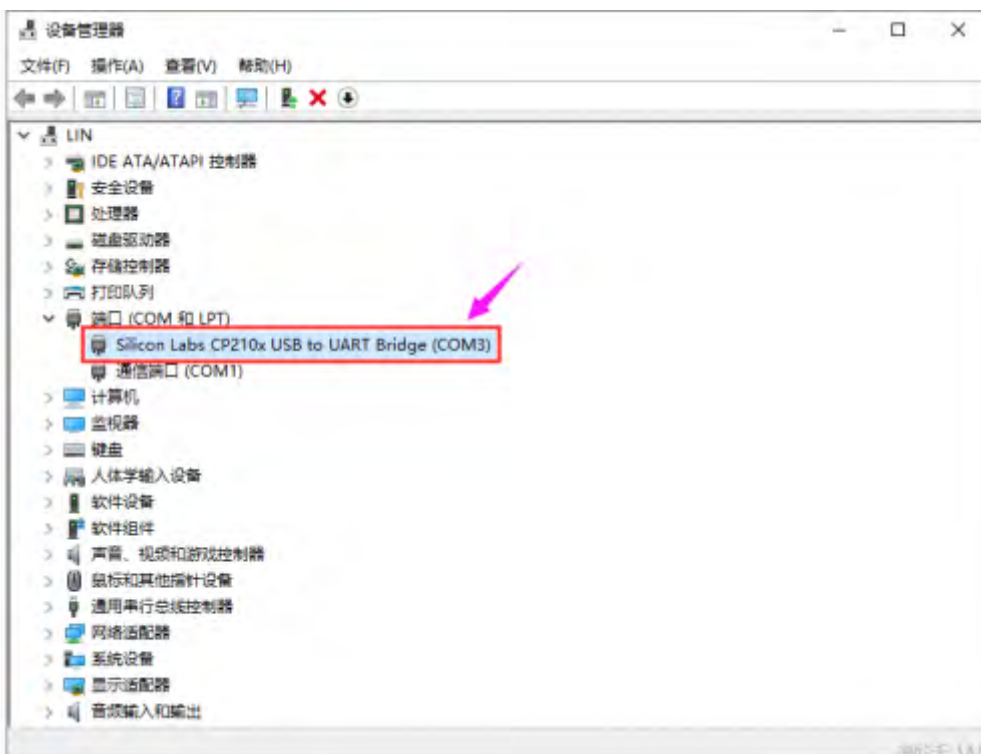 设备管理器
文件(F) 操作(A) 查看(V) 帮助(H)
LIN
IDE ATA/ATAPI 控制器
安全设备
处理器
磁盘驱动器
存储控制器
打印队列
端口 (COM 和 LPT)
Silicon Labs CP210x USB to UART Bridge (COM3)
通信端口 (COM1)
计算机
监视器
键盘
人体学输入设备
软件设备
软件组件
声音、视频和游戏控制器
鼠标和其他指针设备
通用串行总线控制器
网络适配器
系统设备
显示适配器
音频输入和输出